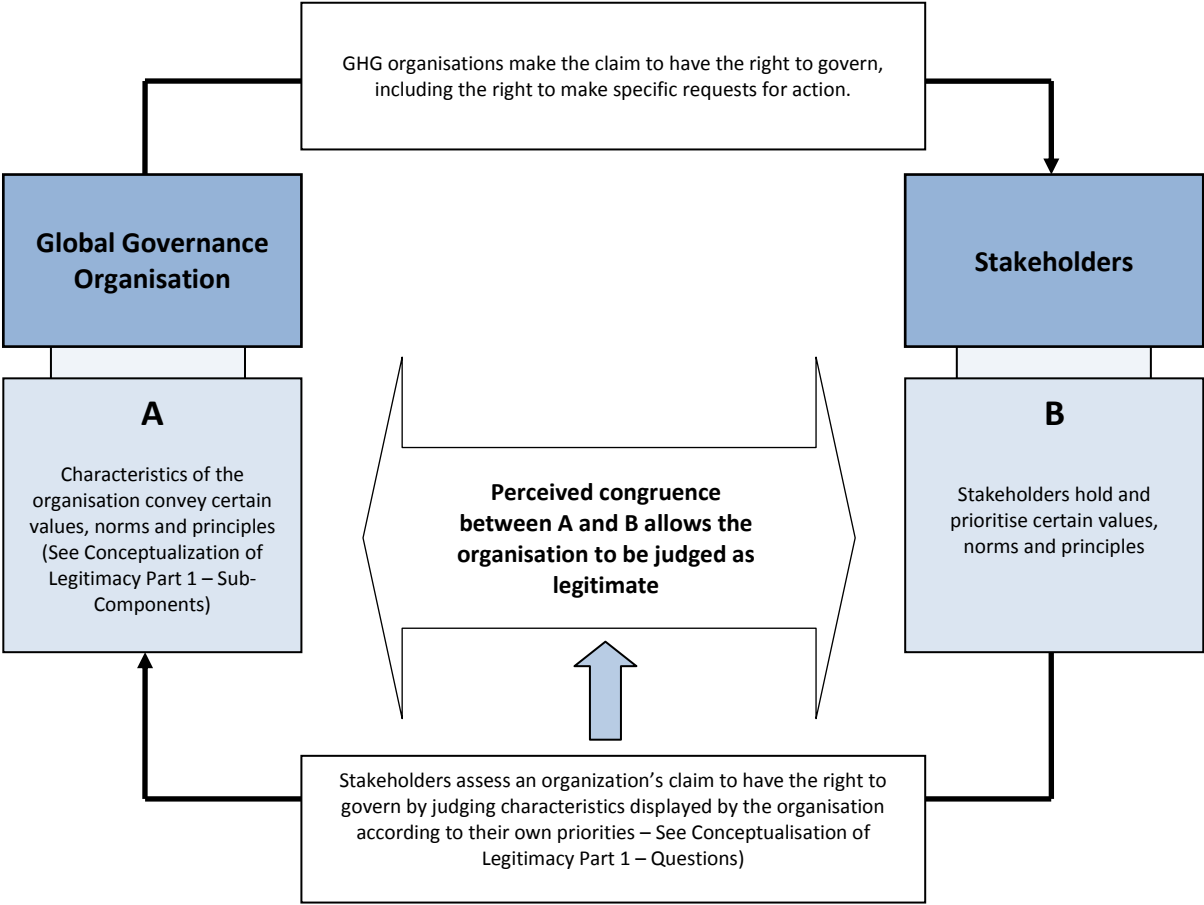 GHG organisations make the claim to have the right to govern,
including the right to make specific requests for action.
Global Governance
Organisation
Stakeholders
A
Characteristics of the
organisation convey certain
values, norms and principles
(See Conceptualization of
Legitimacy Part 1 – Sub-
Components)
Perceived congruence
between A and B allows the
organisation to be judged as
legitimate
B
Stakeholders hold and
prioritise certain values,
norms and principles
Stakeholders assess an organization’s claim to have the right to
govern by judging characteristics displayed by the organisation
according to their own priorities – See Conceptualisation of
Legitimacy Part 1 – Questions)